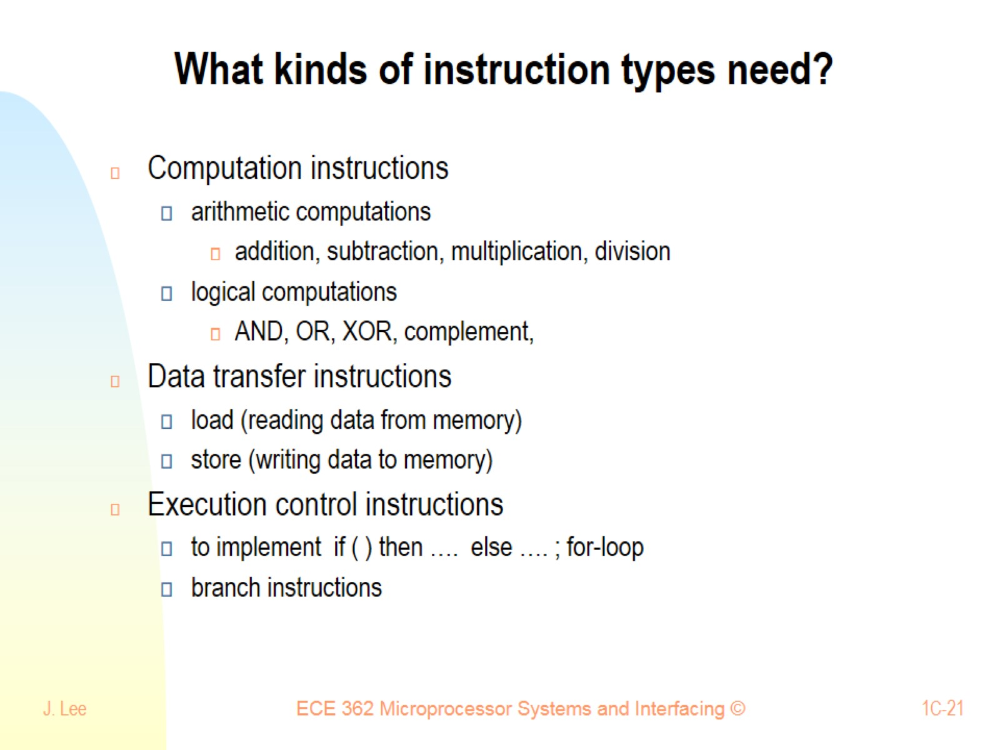 What kinds of instruction types need?
Computation instructions
arithmetic computations
addition, subtraction, multiplication, division
logical computations
AND, OR, XOR, complement,
Data transfer instructions
load (reading data from memory)
store (writing data to memory)
Execution control instructions
to implement  if ( ) then ….  else …. ; for-loop
branch instructions
J. Lee
ECE 362 Microprocessor Systems and Interfacing ©
1C-21